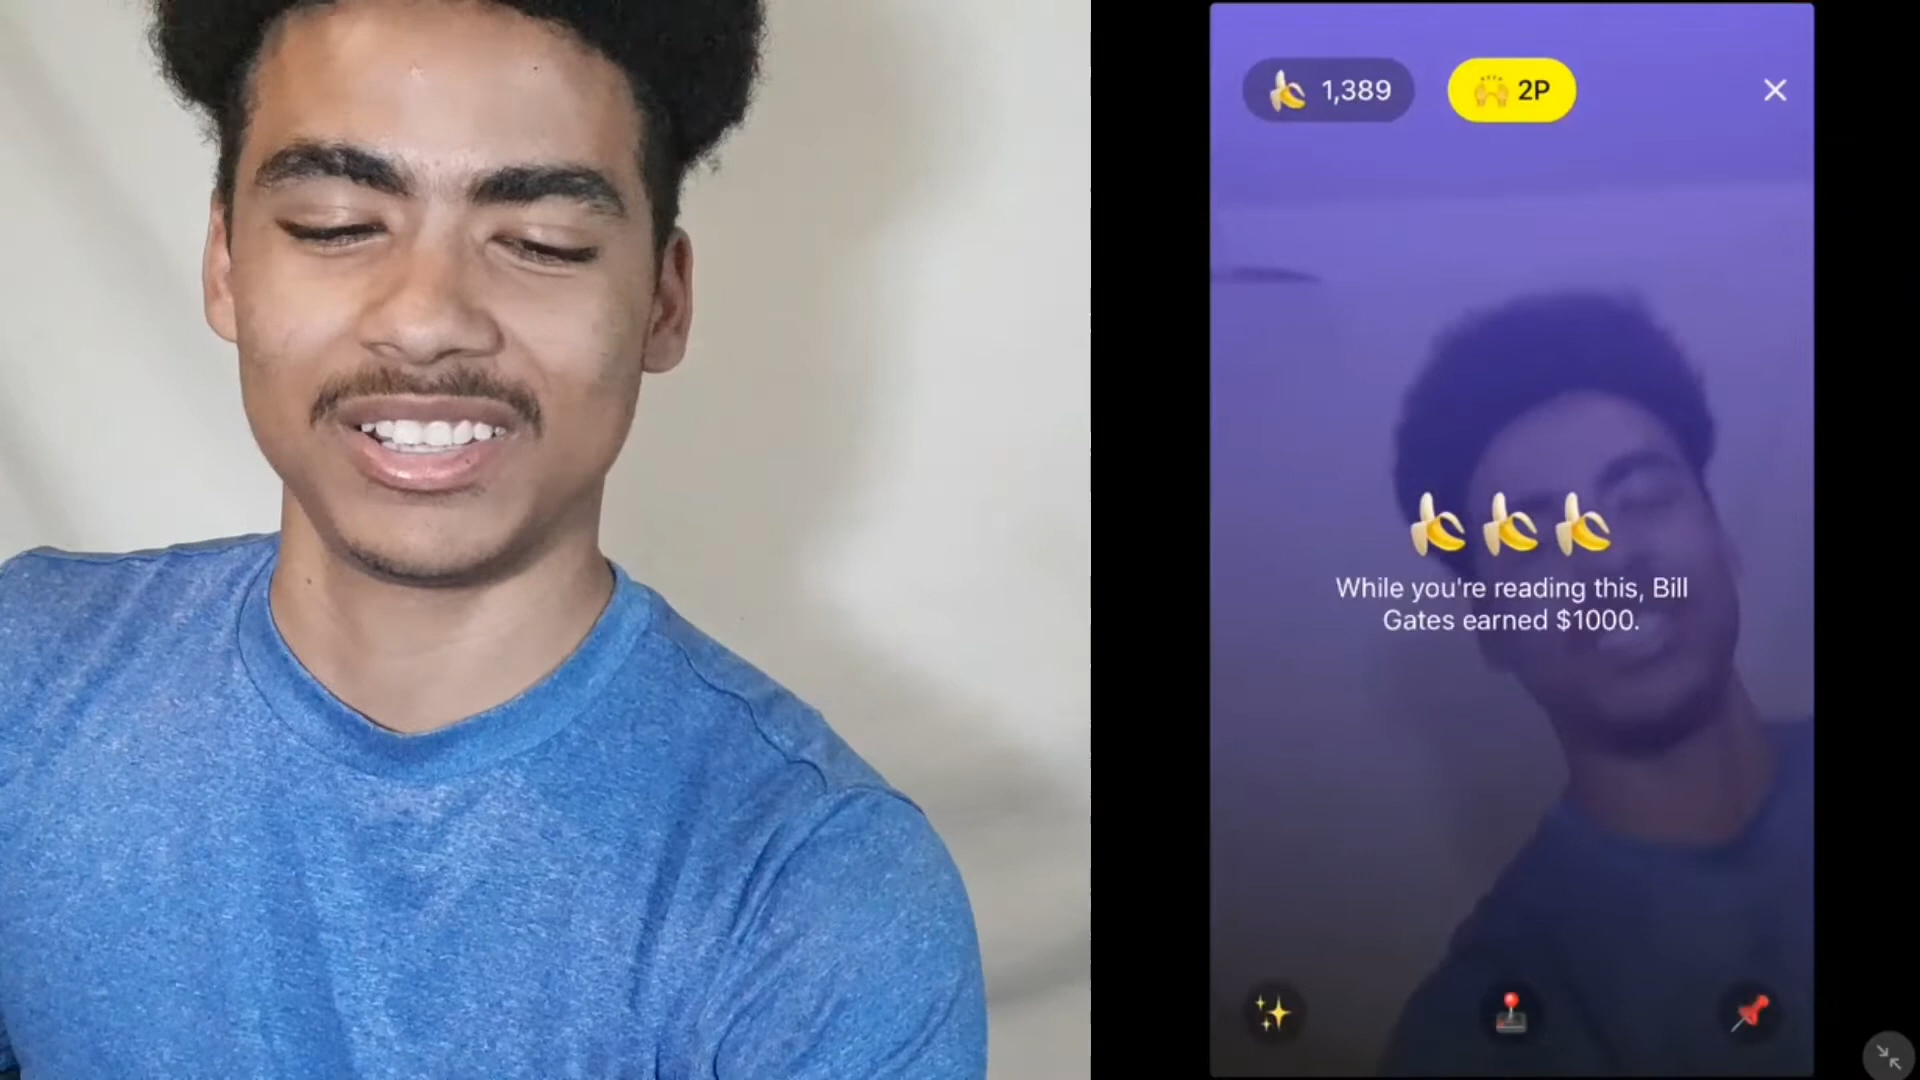 1,389
2P
While you're reading this, Bill
Gates earned $1000.